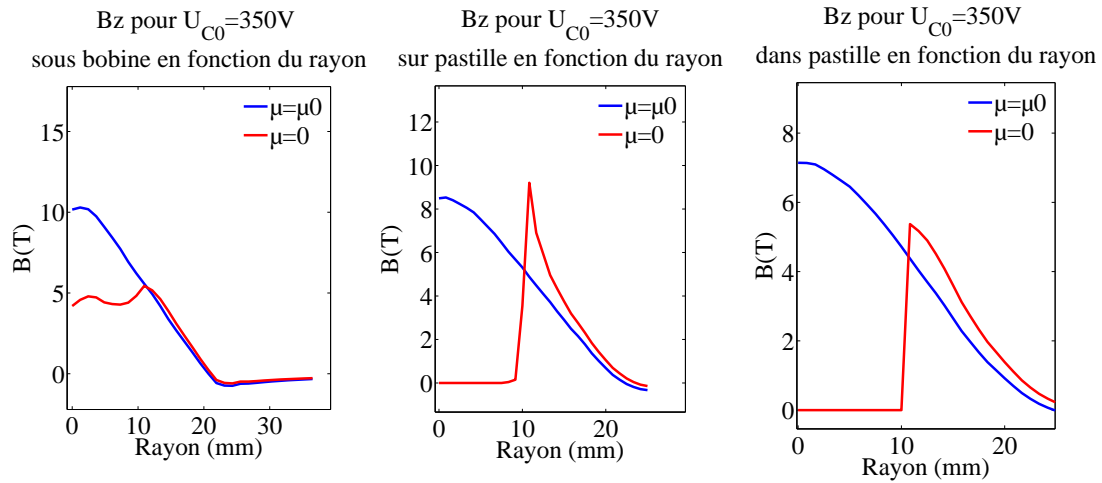 Bz pour U_C0=350V
sous bobine en fonction du rayon
μ=μ0
μ=0
15
10
5
0
B(T)
0 10 20 30
Rayon (mm)
Bz pour U_C0=350V
sur pastille en fonction du rayon
μ=μ0
μ=0
12
10
8
6
4
2
0
B(T)
0 10 20
Rayon (mm)
Bz pour U_C0=350V
dans pastille en fonction du rayon
μ=μ0
μ=0
8
6
4
2
0
B(T)
0 10 20
Rayon (mm)